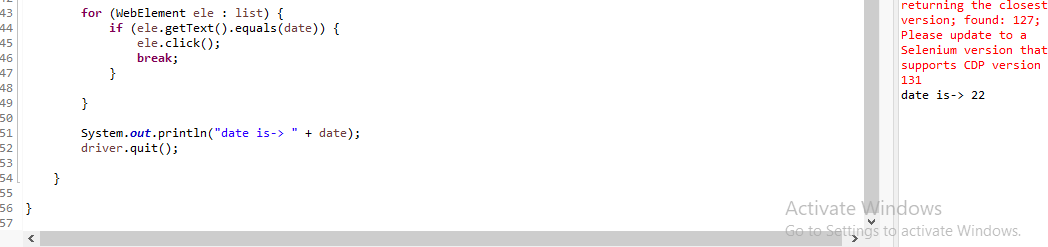 43 for (WebElement ele : list) {
44 if (ele.getText().equals(date)) {
45 ele.click();
46 break;
47 }
48
49 }
50
51 System.out.println("date is-> " + date);
52 driver.quit();
53
54 }
55
56 }
57
returning the closest
version; found: 127;
Please update to a
Selenium version that
supports CDP version
131
date is-> 22
Activate Windows
Go to Settings to activate Windows.